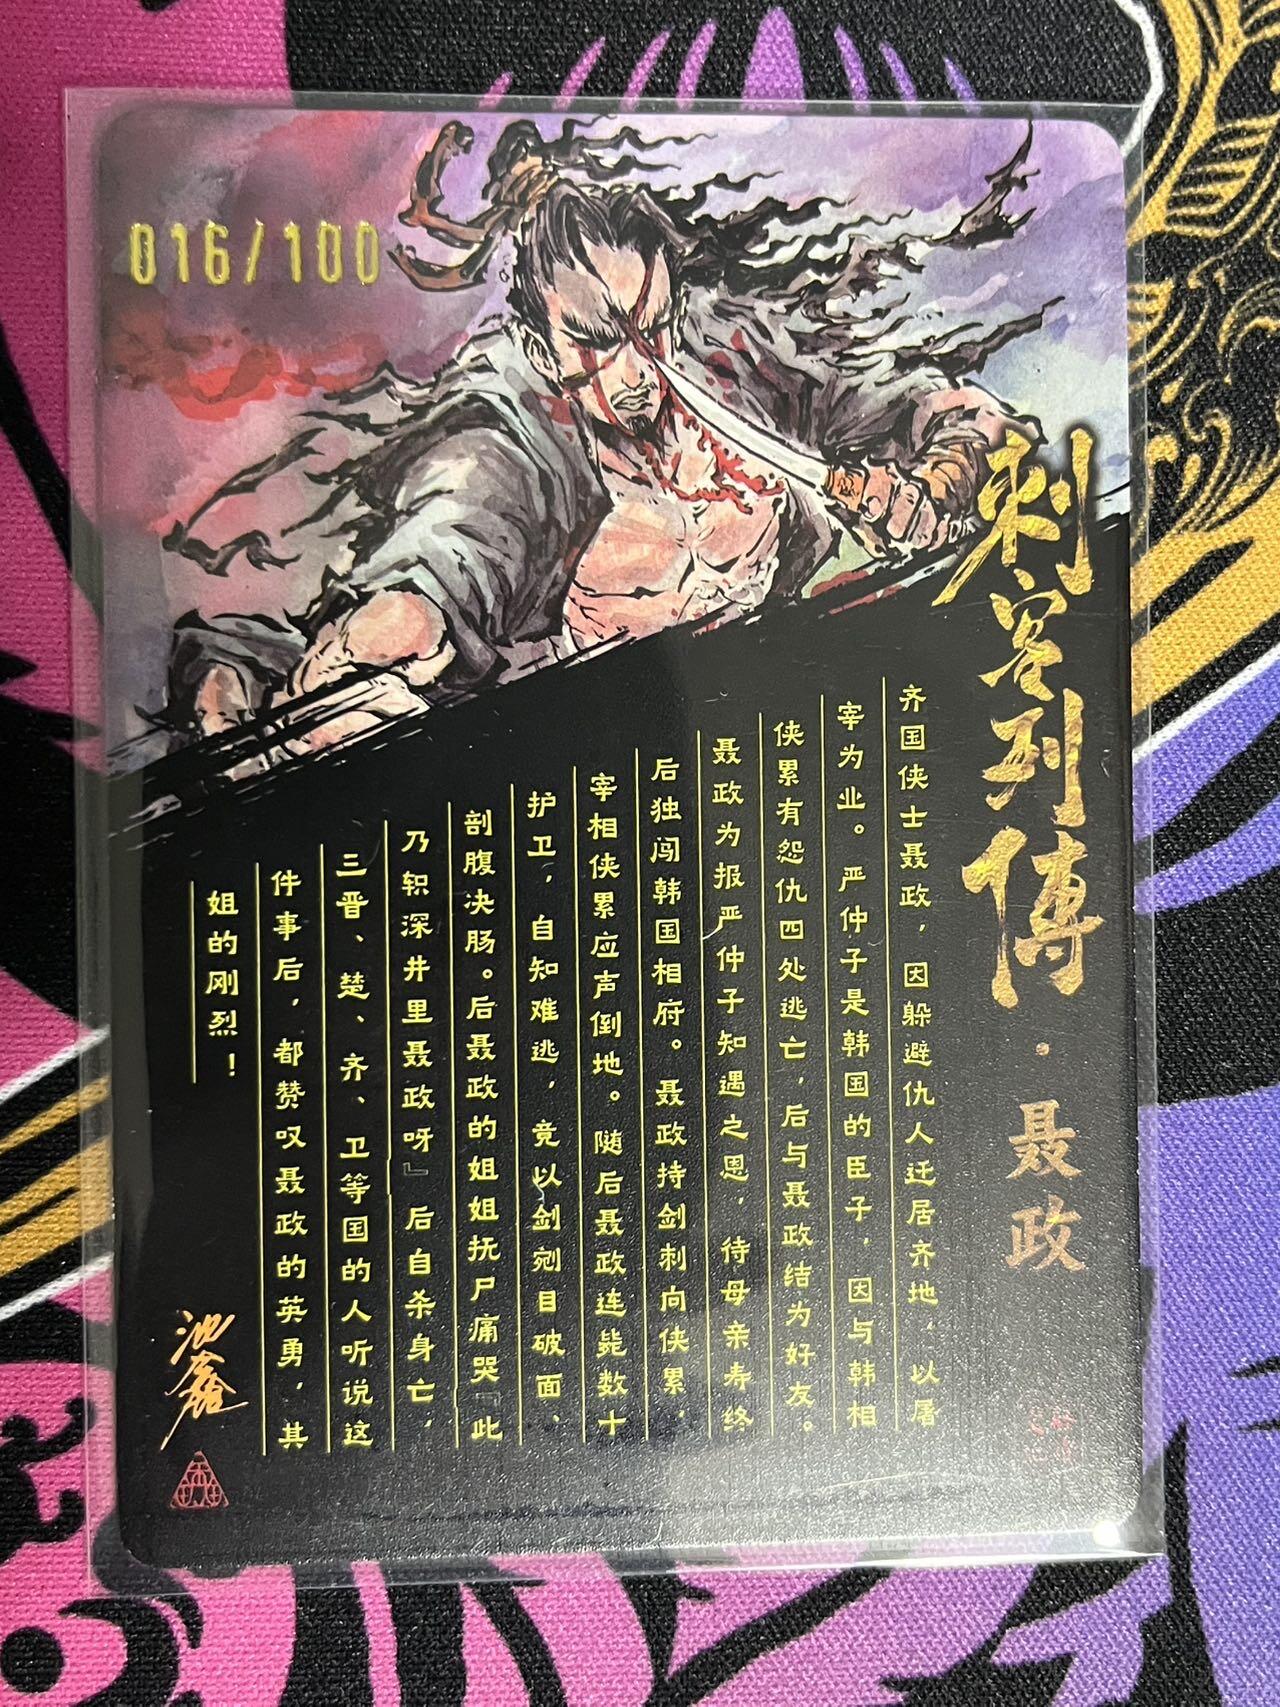 016/100
刺客列傳·聂政
齐国侠士聂政，因躲避仇人迁居齐地，以屠
宰为业。严仲子是韩国的臣子，因与韩相
侠累有怨仇四处逃亡，后与聂政结为好友。
聂政为报严仲子知遇之恩，待母亲寿终
后独闯韩国相府。聂政持剑刺向侠累，
宰相侠累应声倒地。随后聂政连毙数十
护卫，自知难逃，竟以剑剜目破面、
剖腹决肠。后聂政的姐姐抚尸痛哭『此
乃轵深井里聂政呀』后自杀身亡，
三晋、楚、齐、卫等国的人听说这
件事后，都赞叹聂政的英勇，其
姐的刚烈！